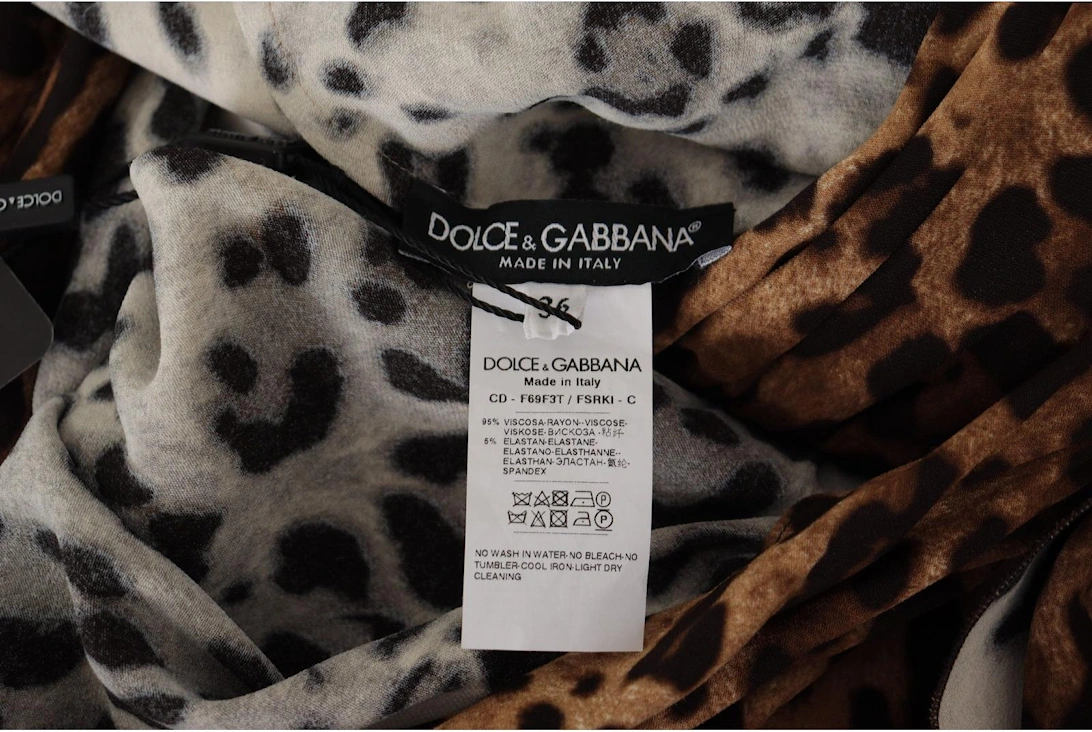 DOLCE & GABBANA®
MADE IN ITALY
36
DOLCE & GABBANA
Made in Italy
CD - F69F3T / FSRKI - C
95% VISCOSA-RAYON--VISCOSE-
VISKOSE-ВИСКОЗА-粘纤
5% ELASTAN-ELASTANE-
ELASTANO-ELASTHANNE--
ELASTHAN-ЭЛАСТАН-氨纶-
SPANDEX
P
P
NO WASH IN WATER-NO BLEACH-NO
TUMBLER-COOL IRON-LIGHT DRY
CLEANING
DOLCE